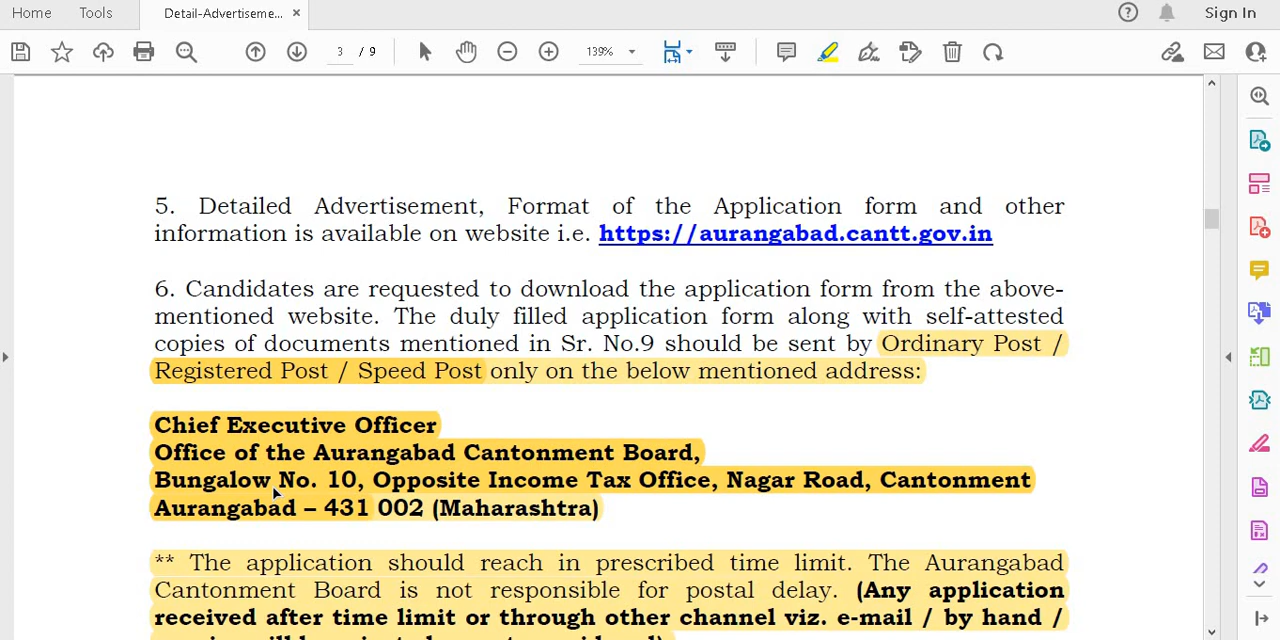 Home Tools Detail-Advertiseme... × Sign In
3 / 9 139%
5. Detailed Advertisement, Format of the Application form and other
information is available on website i.e. https://aurangabad.cantt.gov.in
6. Candidates are requested to download the application form from the above-
mentioned website. The duly filled application form along with self-attested
copies of documents mentioned in Sr. No.9 should be sent by Ordinary Post /
Registered Post / Speed Post only on the below mentioned address:
Chief Executive Officer
Office of the Aurangabad Cantonment Board,
Bungalow No. 10, Opposite Income Tax Office, Nagar Road, Cantonment
Aurangabad – 431 002 (Maharashtra)
** The application should reach in prescribed time limit. The Aurangabad
Cantonment Board is not responsible for postal delay. (Any application
received after time limit or through other channel viz. e-mail / by hand /